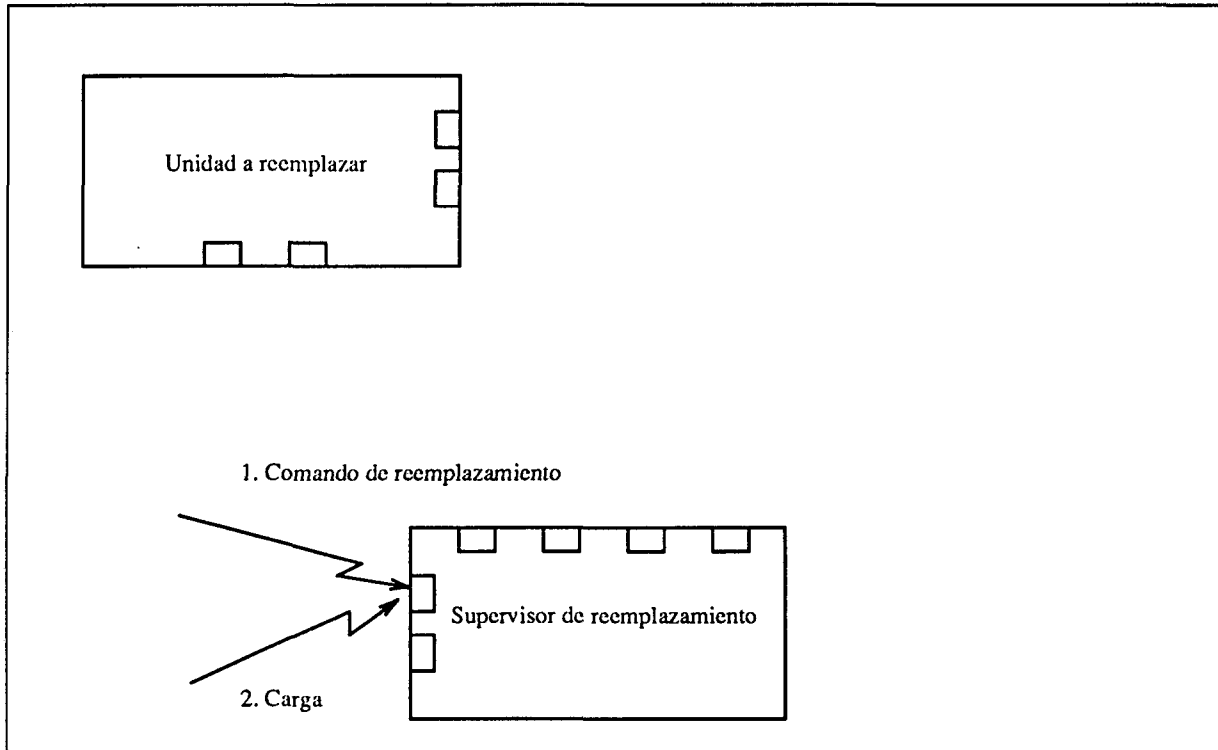 Unidad a reemplazar
1. Comando de reemplazamiento
Supervisor de reemplazamiento
2. Carga